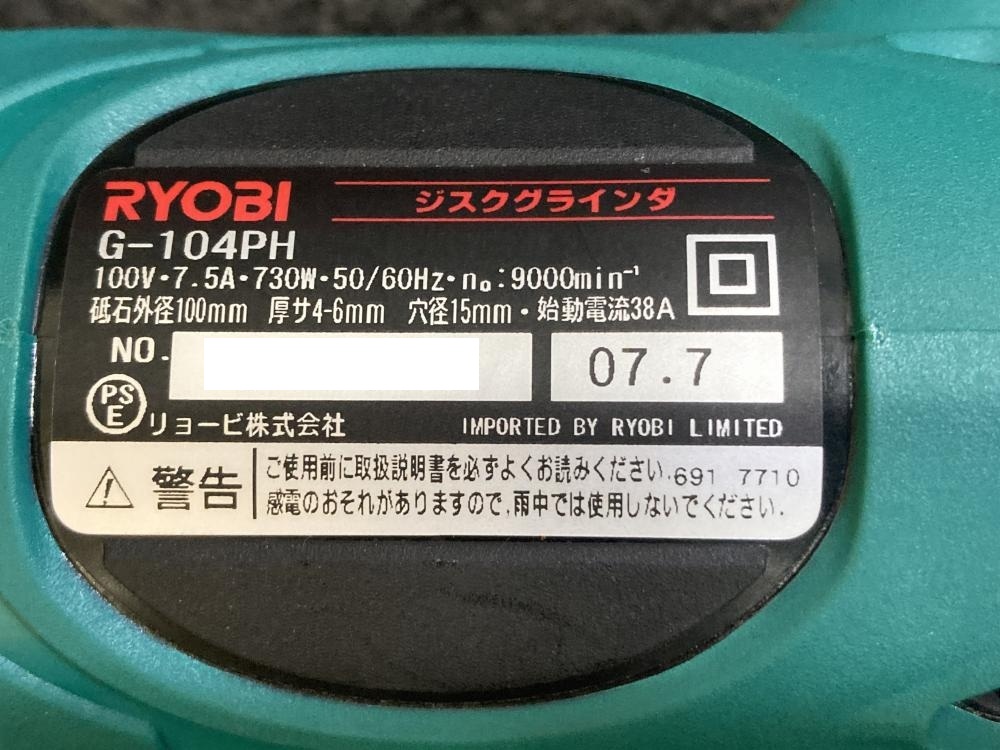 RYOBI ジスクグラインダ
G-104PH
100V・7.5A・730W・50/60Hz・n₀:9000min⁻¹
砥石外径100mm 厚サ4-6mm 穴径15mm・始動電流38A
NO. 07.7
PSE リョービ株式会社 IMPORTED BY RYOBI LIMITED
警告 ご使用前に取扱説明書を必ずよくお読みください. 691 7710
感電のおそれがありますので,雨中では使用しないでください.